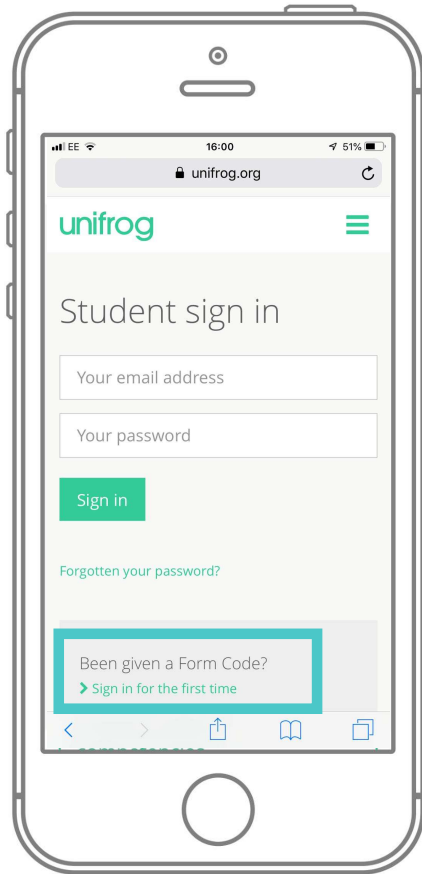 EE 16:00 51%
unifrog.org
unifrog
Student sign in
Your email address
Your password
Sign in
Forgotten your password?
Been given a Form Code?
Sign in for the first time